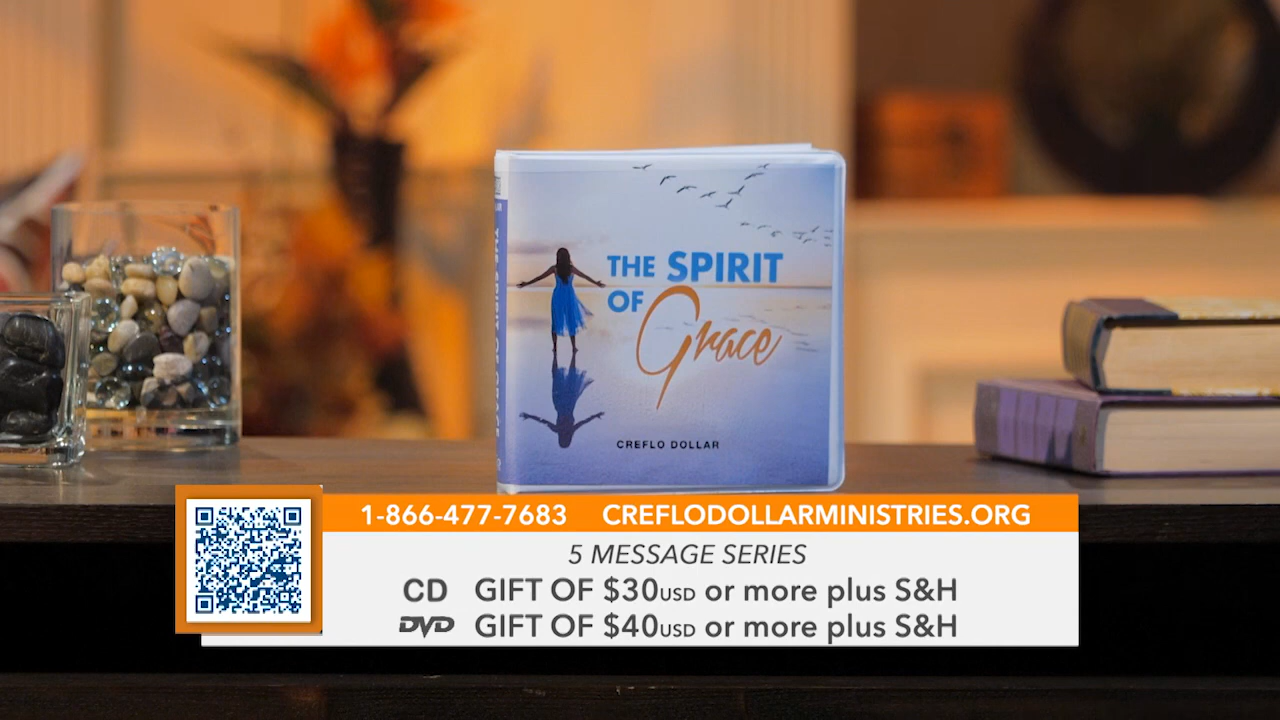 THE SPIRIT
OF Grace
CREFLO DOLLAR
1-866-477-7683 CREFLODOLLARMINISTRIES.ORG
5 MESSAGE SERIES
CD GIFT OF $30USD or more plus S&H
DVD GIFT OF $40USD or more plus S&H